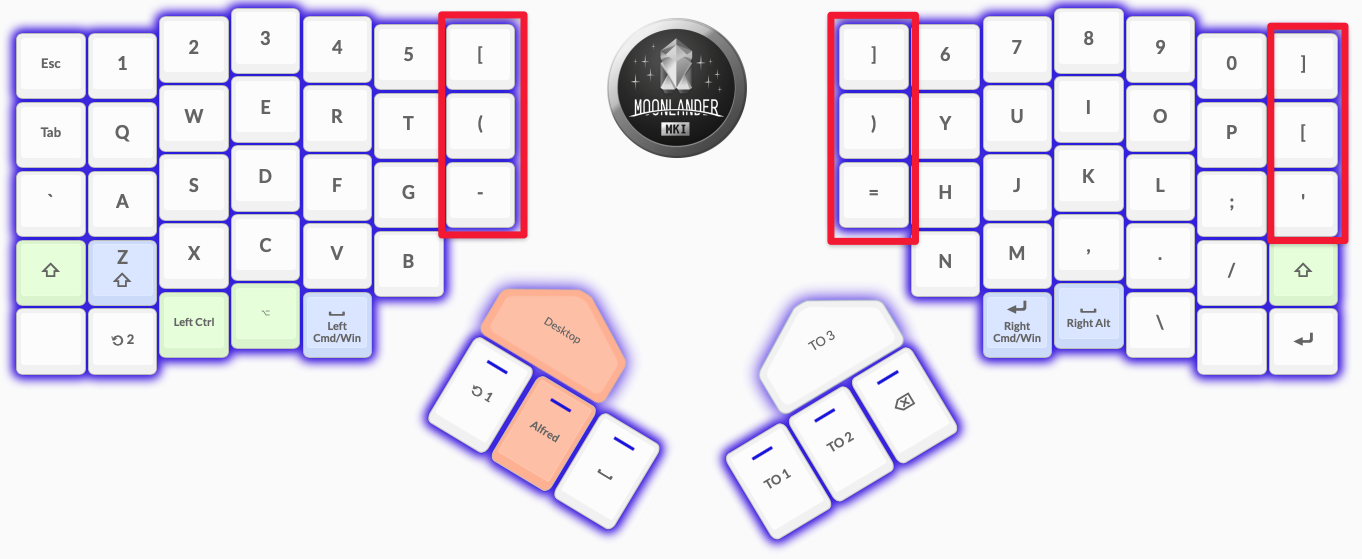 Esc 1 2 3 4 5 [
Tab Q W E R T (
` A S D F G -
Z X C V B
2 Left Ctrl ⌥ Left
Cmd/Win
Desktop
1
Alfred
MOONLANDER
MKI
] 6 7 8 9 0 ]
) Y U I O P [
= H J K L ; '
N M , . /
Right
Cmd/Win
Right Alt \
TO 3
TO 1 TO 2